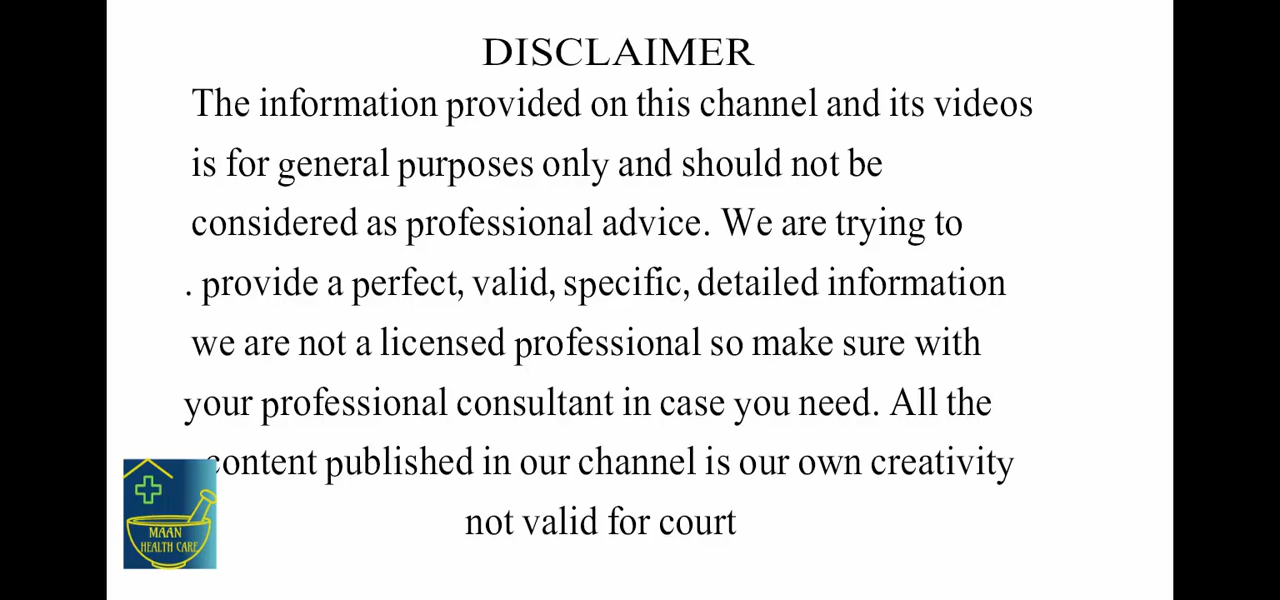 DISCLAIMER
The information provided on this channel and its videos
is for general purposes only and should not be
considered as professional advice. We are trying to
. provide a perfect, valid, specific, detailed information
we are not a licensed professional so make sure with
your professional consultant in case you need. All the
content published in our channel is our own creativity
not valid for court
MAAN
HEALTH CARE